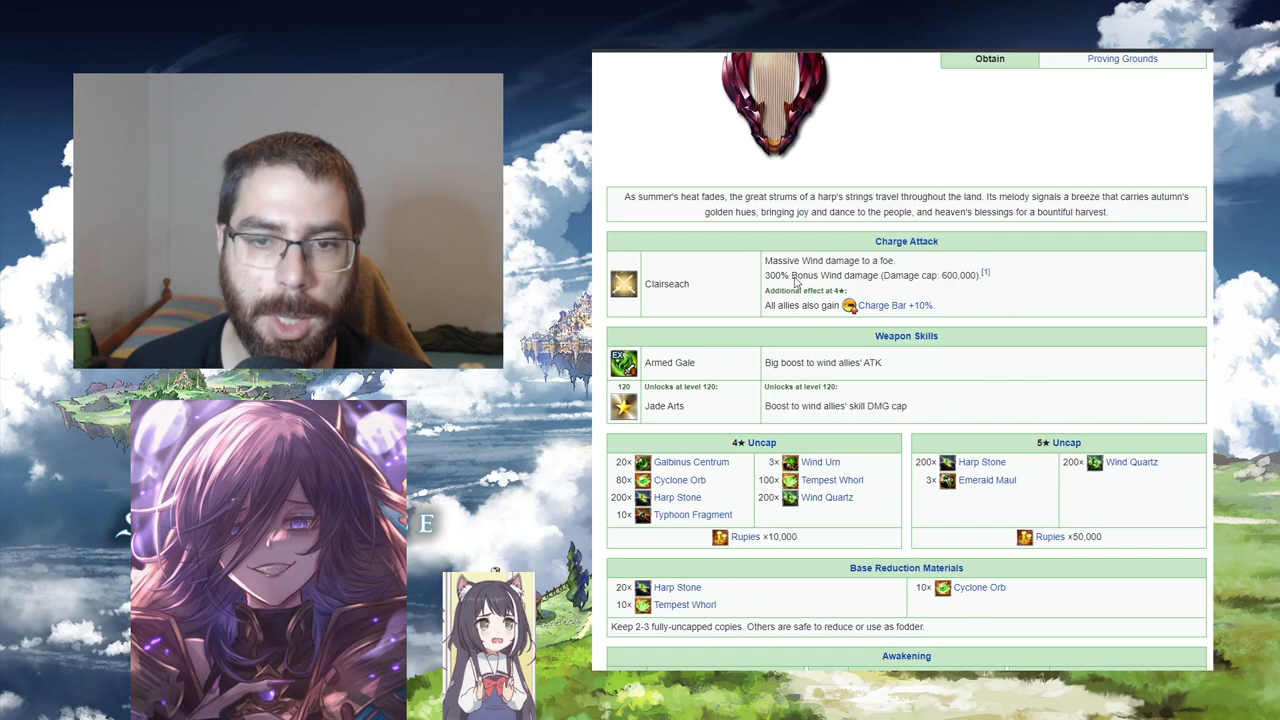 Obtain
Proving Grounds
As summer's heat fades, the great strums of a harp's strings travel throughout the land. Its melody signals a breeze that carries autumn's
golden hues, bringing joy and dance to the people, and heaven's blessings for a bountiful harvest.
Charge Attack
Clairseach
Massive Wind damage to a foe.
300% Bonus Wind damage (Damage cap: 600,000).[1]
Additional effect at 4★:
All allies also gain Charge Bar +10%.
Weapon Skills
EX
Armed Gale
Big boost to wind allies' ATK
120
Unlocks at level 120:
Unlocks at level 120:
Jade Arts
Boost to wind allies' skill DMG cap
4★ Uncap
20× Galbinus Centrum
80× Cyclone Orb
200× Harp Stone
10× Typhoon Fragment
3× Wind Urn
100× Tempest Whorl
200× Wind Quartz
Rupies ×10,000
5★ Uncap
200× Harp Stone
3× Emerald Maul
200× Wind Quartz
Rupies ×50,000
Base Reduction Materials
20× Harp Stone
10× Tempest Whorl
10× Cyclone Orb
Keep 2-3 fully-uncapped copies. Others are safe to reduce or use as fodder.
Awakening
E